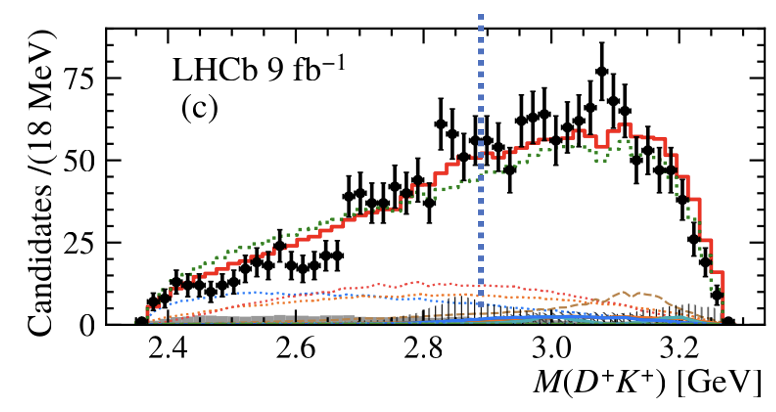 LHCb 9 fb⁻¹
(c)
Candidates /(18 MeV)
75
50
25
0
2.4 2.6 2.8 3.0 3.2
M(D⁺K⁺) [GeV]